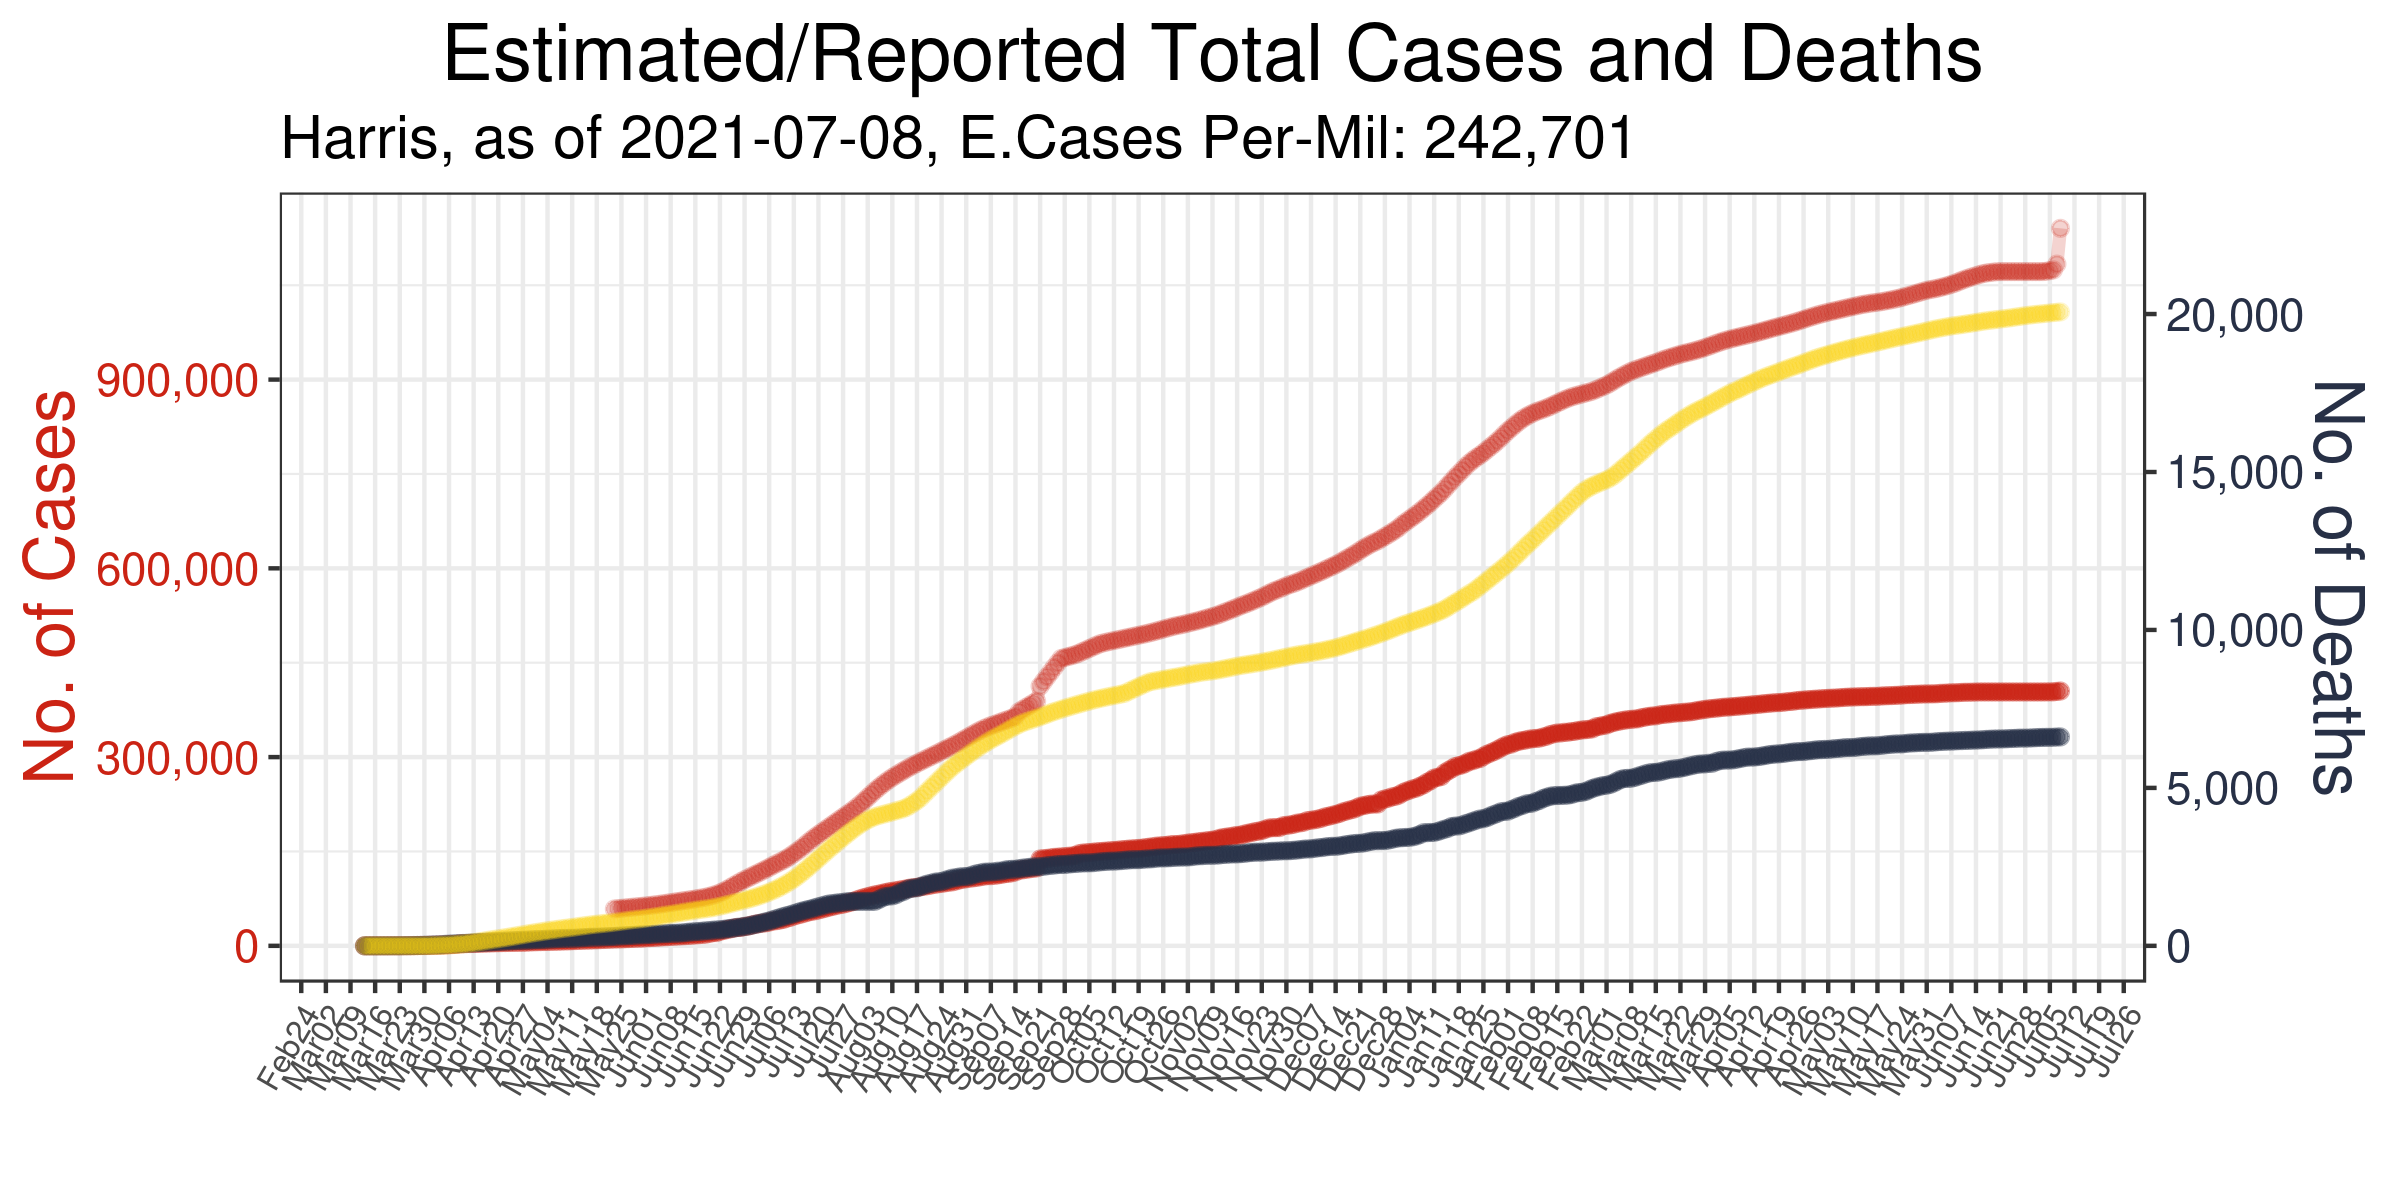 Estimated/Reported Total Cases and Deaths
Harris, as of 2021-07-08, E.Cases Per-Mil: 242,701
No. of Cases
900,000
600,000
300,000
0
20,000
15,000
10,000
5,000
0
No. of Deaths
Feb24
Mar02
Mar09
Mar16
Mar23
Mar30
Apr06
Apr13
Apr20
Apr27
May04
May11
May18
May25
Jun01
Jun08
Jun15
Jun22
Jun29
Jul06
Jul13
Jul20
Jul27
Aug03
Aug10
Aug17
Aug24
Aug31
Sep07
Sep14
Sep21
Sep28
Oct05
Oct12
Oct19
Oct26
Nov02
Nov09
Nov16
Nov23
Nov30
Dec07
Dec14
Dec21
Dec28
Jan04
Jan11
Jan18
Jan25
Feb01
Feb08
Feb15
Feb22
Mar01
Mar08
Mar15
Mar22
Mar29
Apr05
Apr12
Apr19
Apr26
May03
May10
May17
May24
May31
Jun07
Jun14
Jun21
Jun28
Jul05
Jul12
Jul19
Jul26